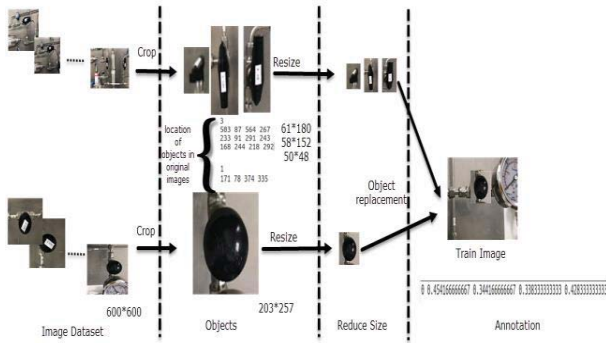 Crop
Resize
location
of
objects in
original
images
3
503 87 564 267
233 91 291 243
168 244 218 292
1
171 78 374 335
61*180
58*152
50*48
Object
replacement
Crop
Resize
Train Image
600*600
203*257
0 0.454166666667 0.344166666667 0.338333333333 0.428333333333
Image Dataset
Objects
Reduce Size
Annotation